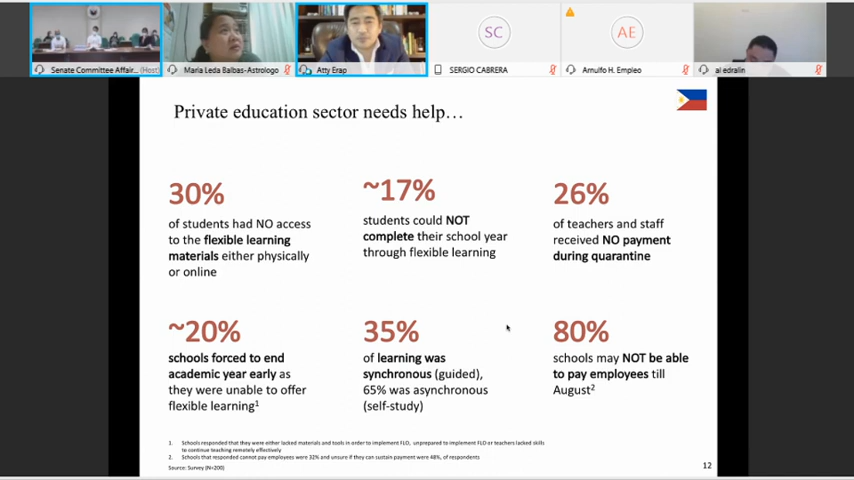 Senate Committee Affair... (Host)
Maria Leda Balbas-Astrologo
Atty Erap
SC
SERGIO CABRERA
AE
Arnulfo H. Empleo
al edralin
Private education sector needs help…
30%
of students had NO access
to the flexible learning
materials either physically
or online
~17%
students could NOT
complete their school year
through flexible learning
26%
of teachers and staff
received NO payment
during quarantine
~20%
schools forced to end
academic year early as
they were unable to offer
flexible learning1
35%
of learning was
synchronous (guided),
65% was asynchronous
(self-study)
80%
schools may NOT be able
to pay employees till
August2
1. Schools responded that they were either lacked materials and tools in order to implement FLO, unprepared to implement FLO or teachers lacked skills
to continue teaching remotely effectively
2. Schools that responded cannot pay employees were 32% and unsure if they can sustain payment were 48%, of respondents
Source: Survey (N=200)
12